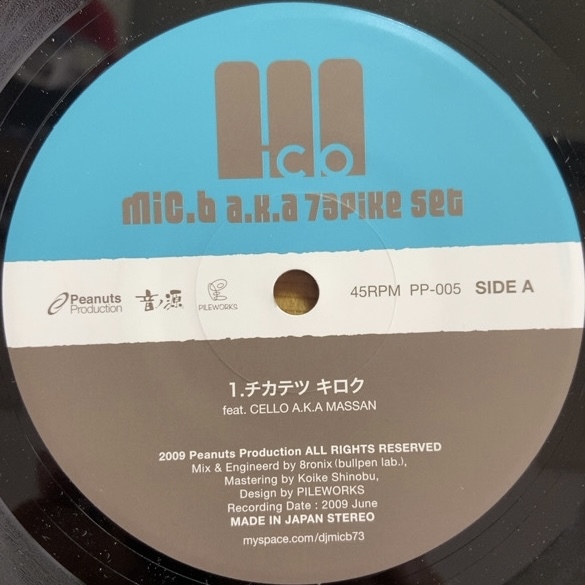 icb
MiC.b a.k.a 73Pike Set
Peanuts
Production
音ノ源
PILEWORKS
45RPM PP-005 SIDE A
1.チカテツ キロク
feat. CELLO A.K.A MASSAN
2009 Peanuts Production ALL RIGHTS RESERVED
Mix & Engineerd by 8ronix (bullpen lab.),
Mastering by Koike Shinobu,
Design by PILEWORKS
Recording Date : 2009 June
MADE IN JAPAN STEREO
myspace.com/djmicb73